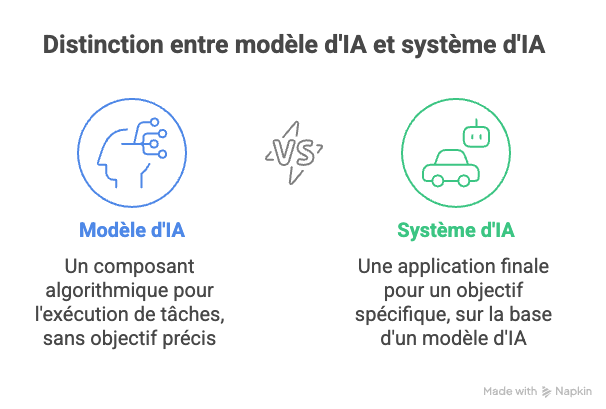 Distinction entre modèle d'IA et système d'IA
VS
Modèle d'IA
Un composant
algorithmique pour
l'exécution de tâches,
sans objectif précis
Système d'IA
Une application finale
pour un objectif
spécifique, sur la base
d'un modèle d'IA
Made with Napkin